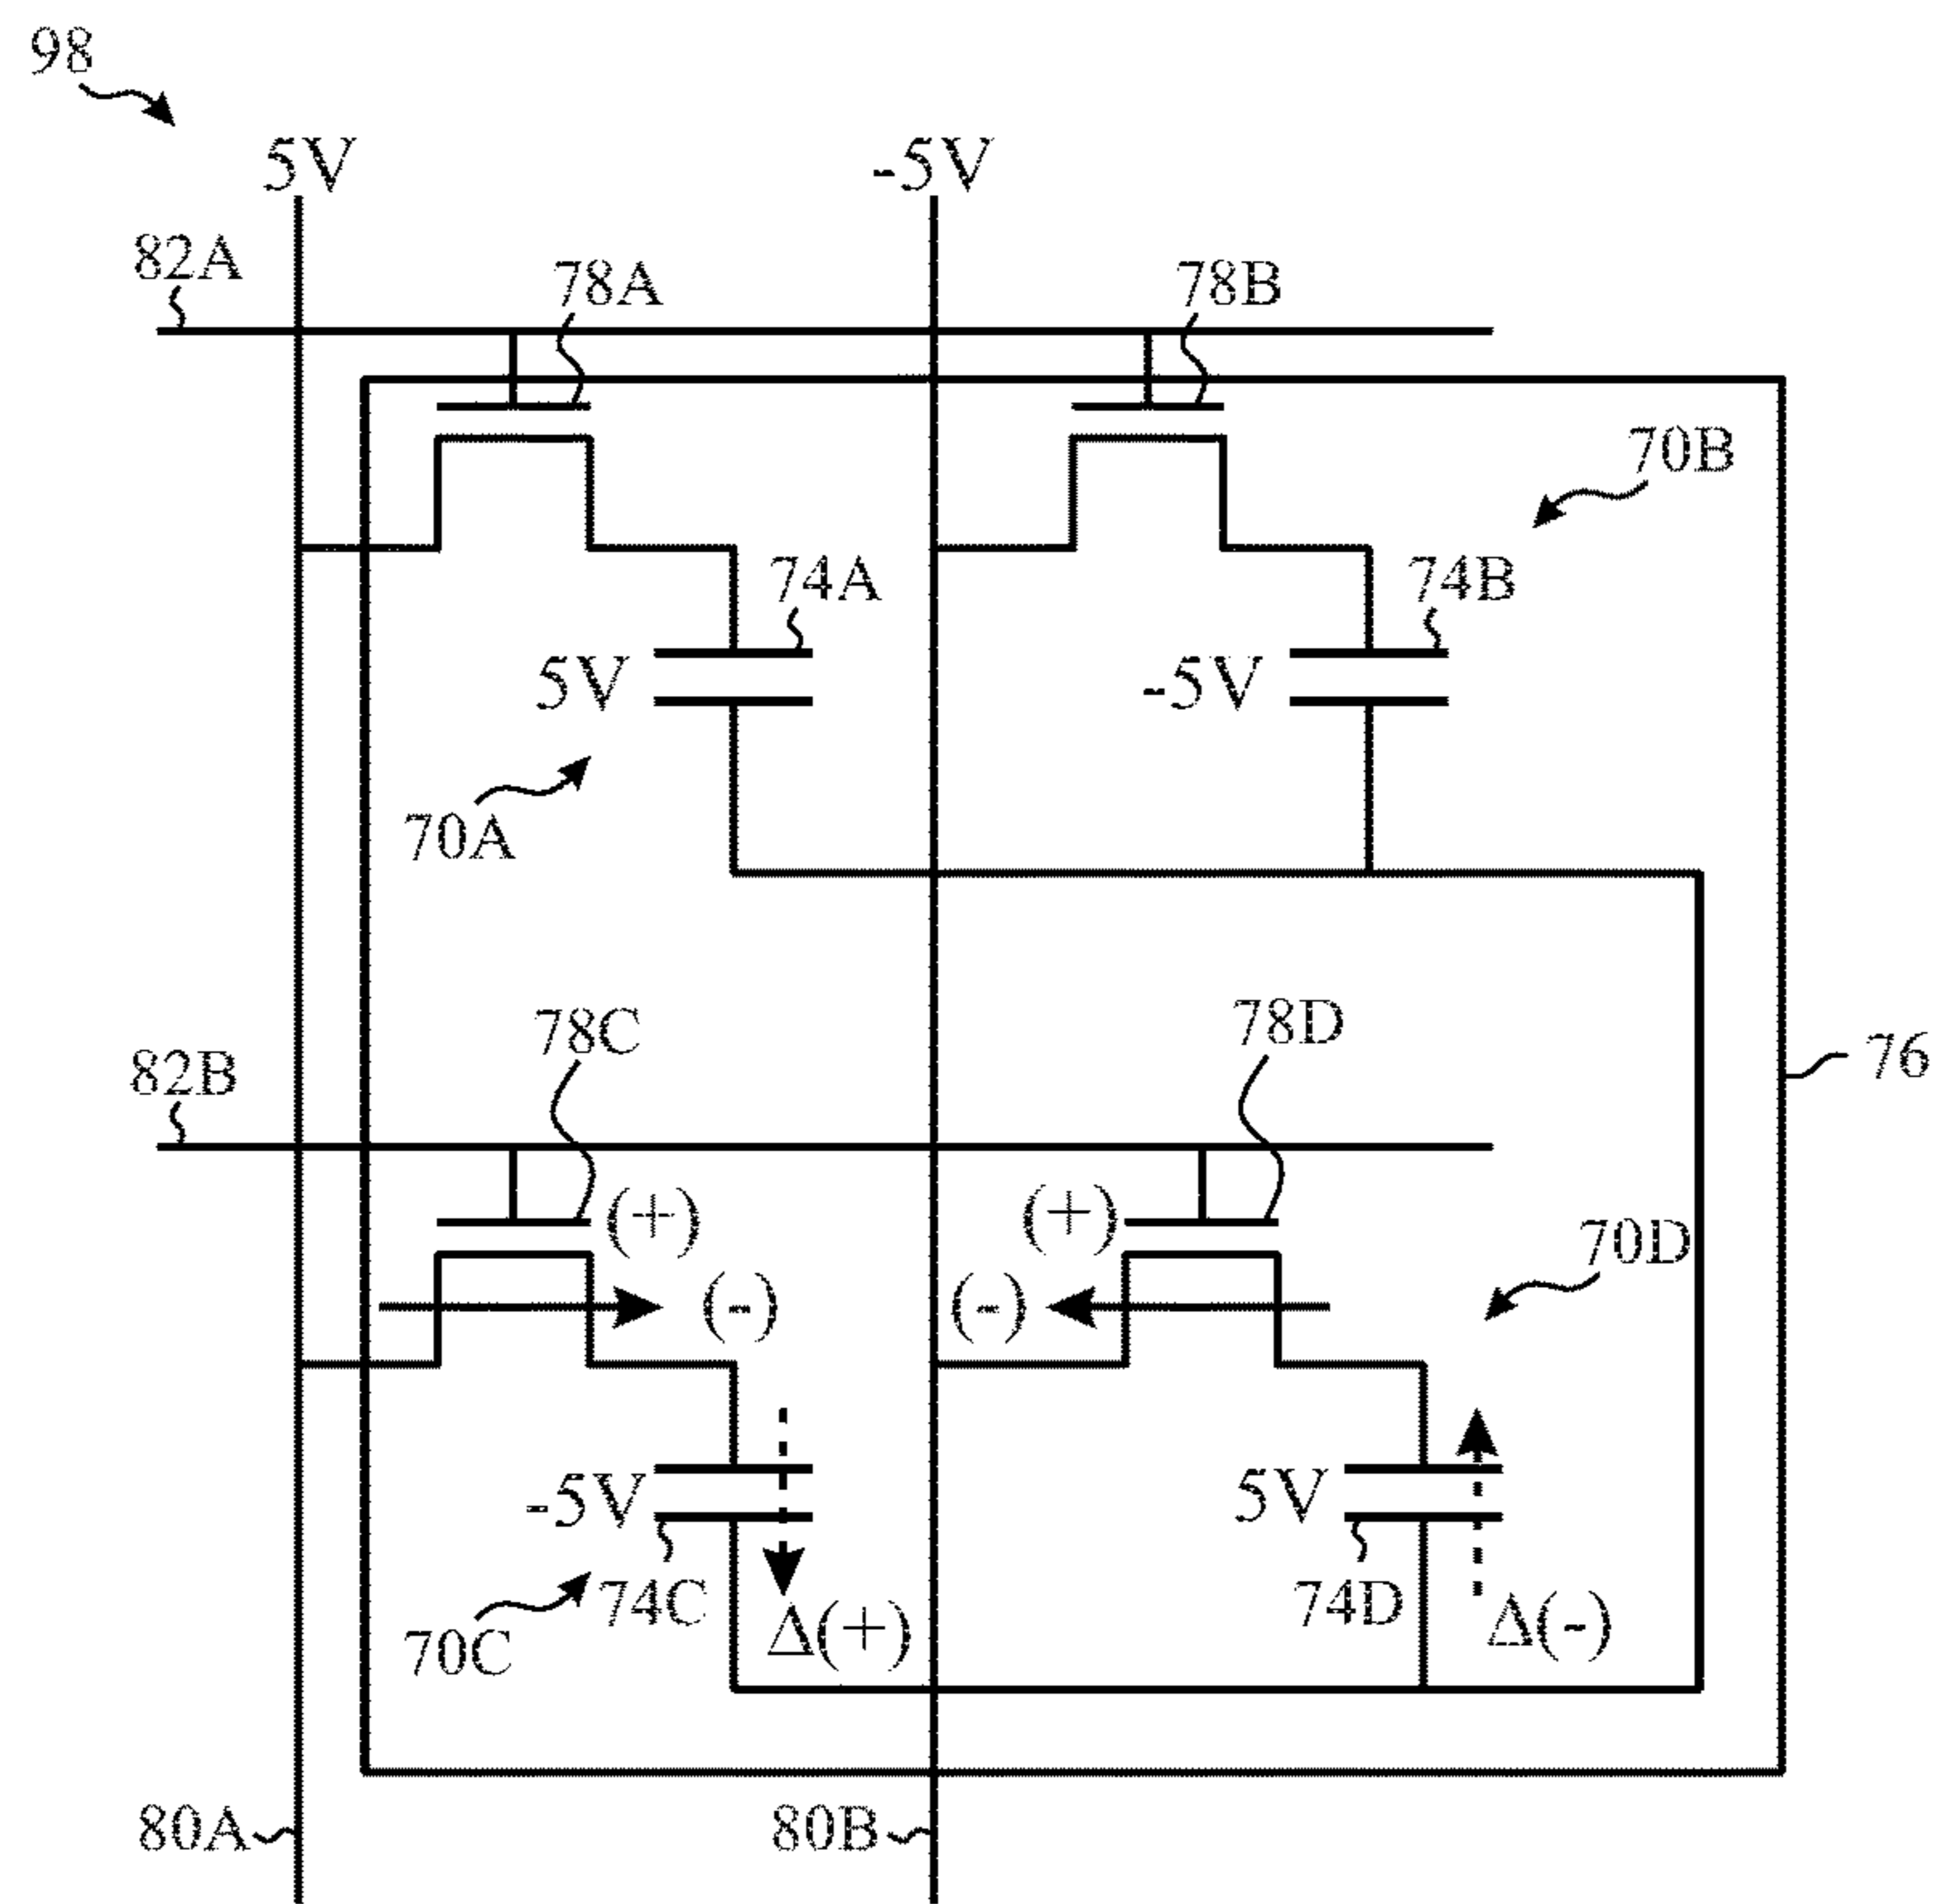 98
5V
-5V
82A
78A
78B
70B
74A
74B
5V
-5V
70A
78C
78D
82B
76
(+)
(+)
70D
(-)
(-)
-5V
5V
74C
74D
70C
Δ(+)
Δ(-)
80A
80B